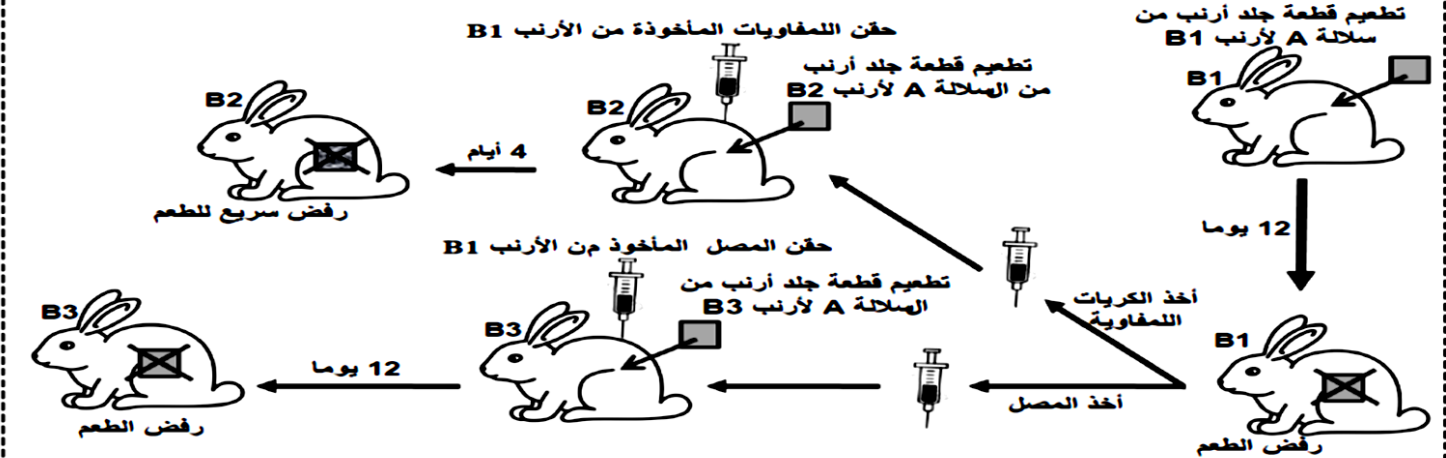 تطعيم قطعة جلد أرنب من
سلالة A لأرنب B1
B1
12 يوما
B1
رفض الطعم
أخذ الكريات
اللمفاوية
أخذ المصل
حقن اللمفاويات المأخوذة من الأرنب B1
تطعيم قطعة جلد أرنب
من السلالة A لأرنب B2
B2
4 أيام
B2
رفض سريع للطعم
حقن المصل المأخوذ من الأرنب B1
تطعيم قطعة جلد أرنب من
السلالة A لأرنب B3
B3
12 يوما
B3
رفض الطعم